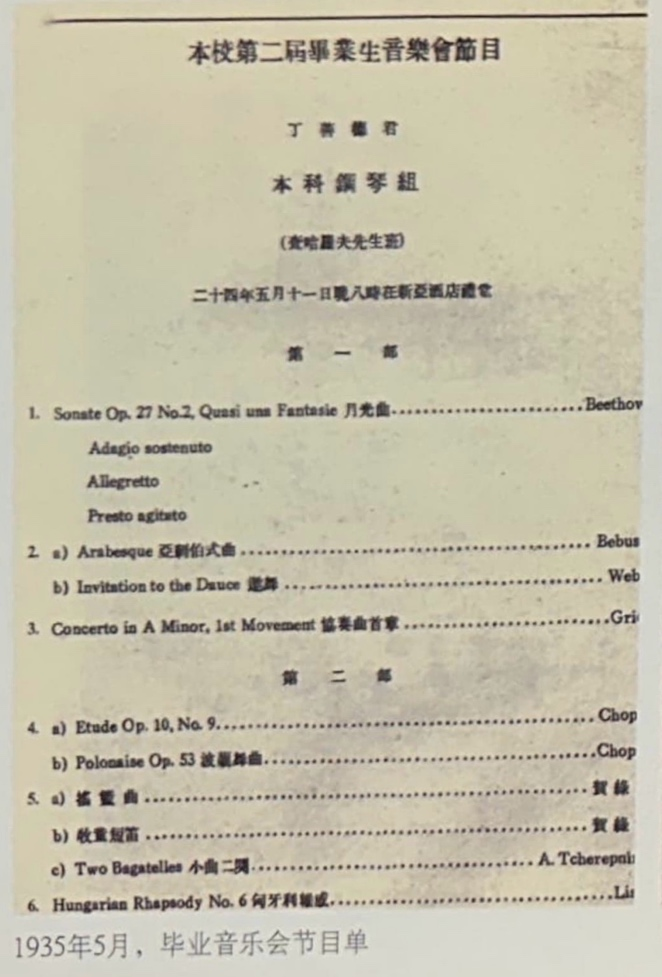 本校第二屆畢業生音樂會節目
丁善德君
本科鋼琴組
(查哈羅夫先生班)
二十四年五月十一日晚八時在新亞酒店禮堂
第一部
1. Sonate Op. 27 No.2, Quasi una Fantasie 月光曲 Beethov
Adagio sostenuto
Allegretto
Presto agitato
2. a) Arabesque 亞剌伯式曲 Bebus
b) Invitation to the Dauce 邀舞 Web
3. Concerto in A Minor, 1st Movement 協奏曲首章 Gri
第二部
4. a) Etude Op. 10, No. 9 Chop
b) Polonaise Op. 53 波蘭舞曲 Chop
5. a) 搖籃曲 賀綠
b) 牧童短笛 賀綠
c) Two Bagatelles 小曲二闋 A. Tcherepni
6. Hungarian Rhapsody No. 6 匈牙利 Lis
1935年5月，毕业音乐会节目单